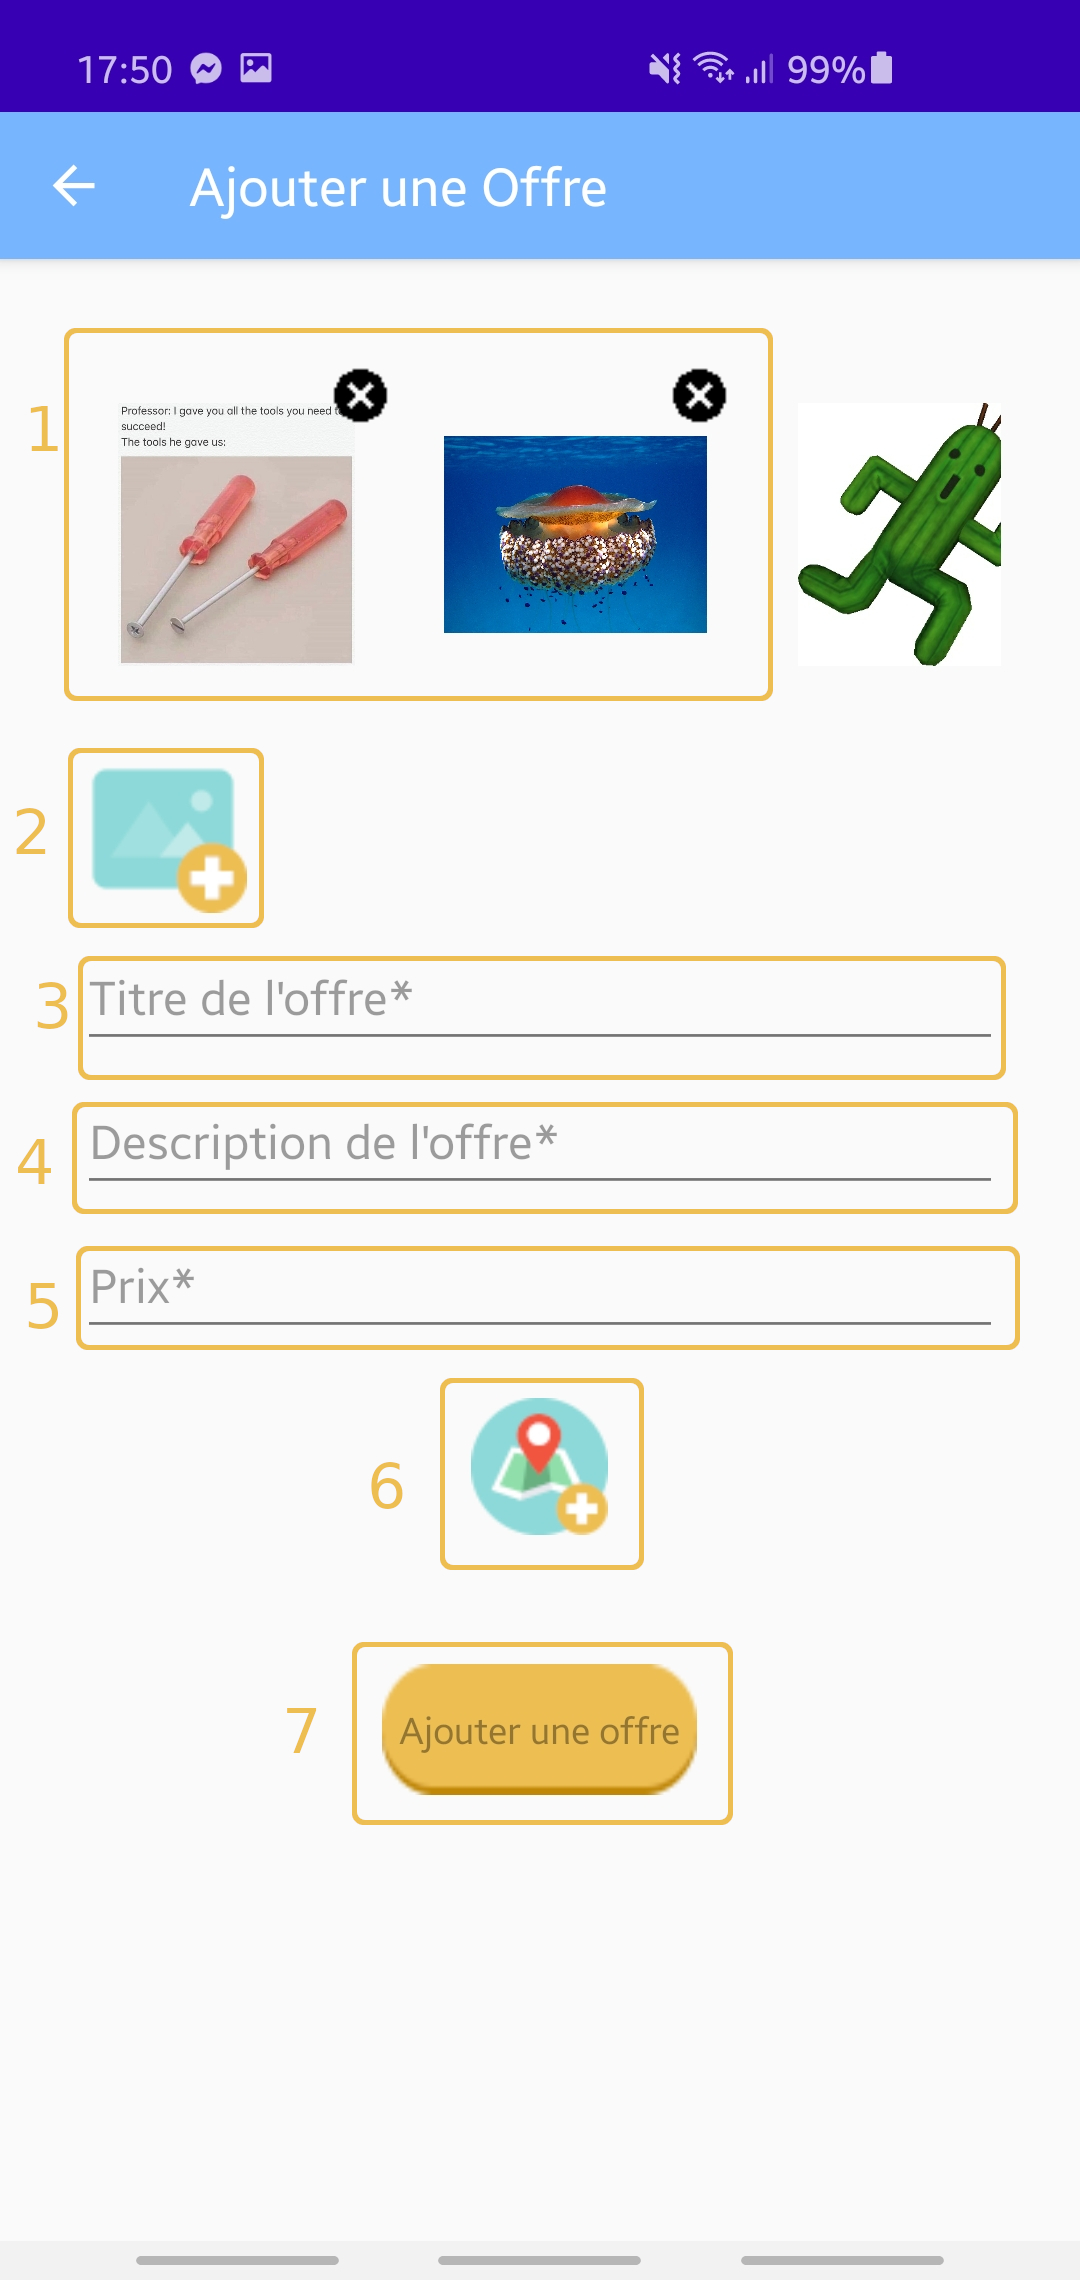 17:50 99%
Ajouter une Offre
1
Professor: I gave you all the tools you need
succeed!
The tools he gave us:
2
3 Titre de l'offre*
4 Description de l'offre*
5 Prix*
6
7 Ajouter une offre